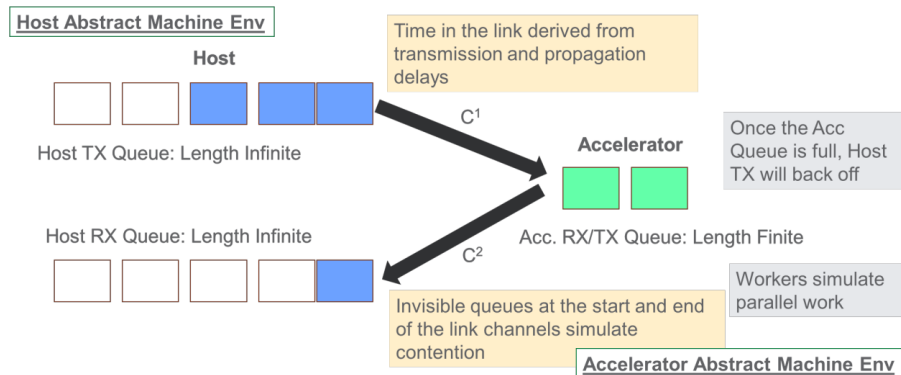 Host Abstract Machine Env
Host
Time in the link derived from
transmission and propagation
delays
C¹
Host TX Queue: Length Infinite
Accelerator
Once the Acc
Queue is full, Host
TX will back off
Host RX Queue: Length Infinite
Acc. RX/TX Queue: Length Finite
C²
Workers simulate
parallel work
Invisible queues at the start and end
of the link channels simulate
contention
Accelerator Abstract Machine Env